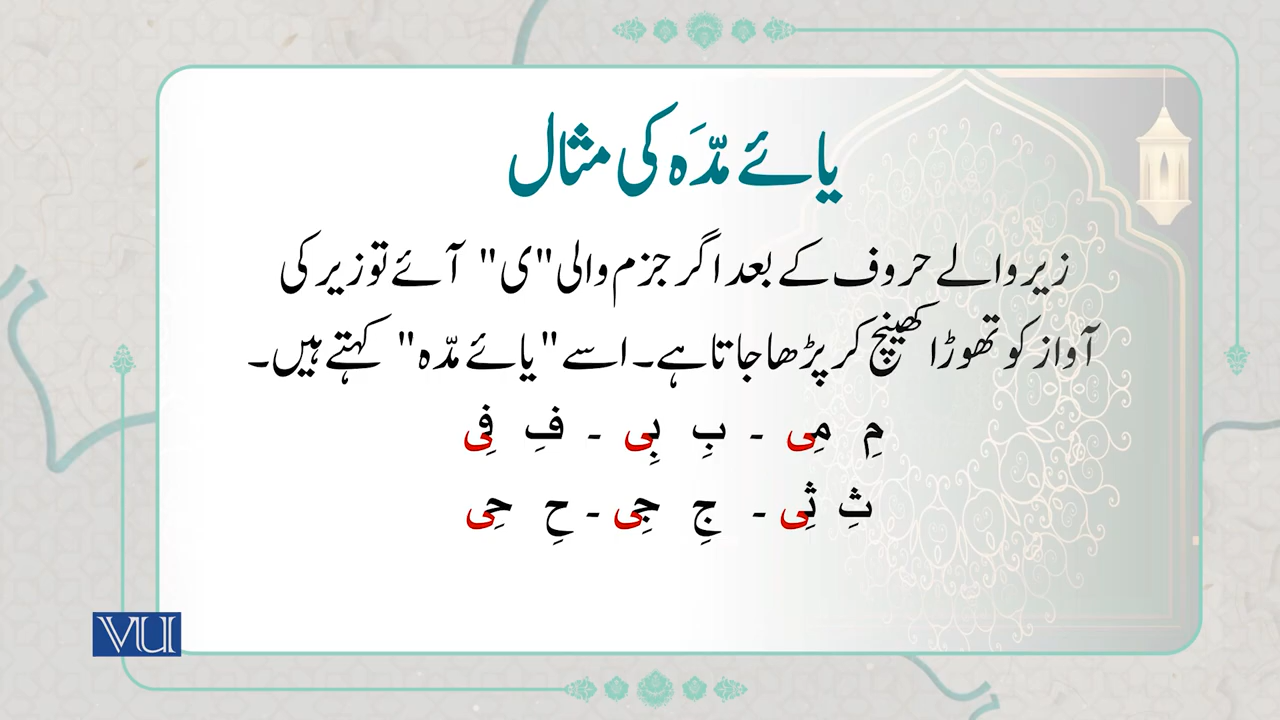 یائے مدّہَ کی مثال
زیر والے حروف کے بعد اگر جزم والی "ی" آئے تو زیر کی
آواز کو تھوڑا کھینچ کر پڑھا جاتا ہے۔ اسے "یائے مدّہ" کہتے ہیں۔
مِ مِی ۔ بِ بِی ۔ فِ فِی
ثِ ثِی ۔ جِ جِی ۔ حِ حِی
VU